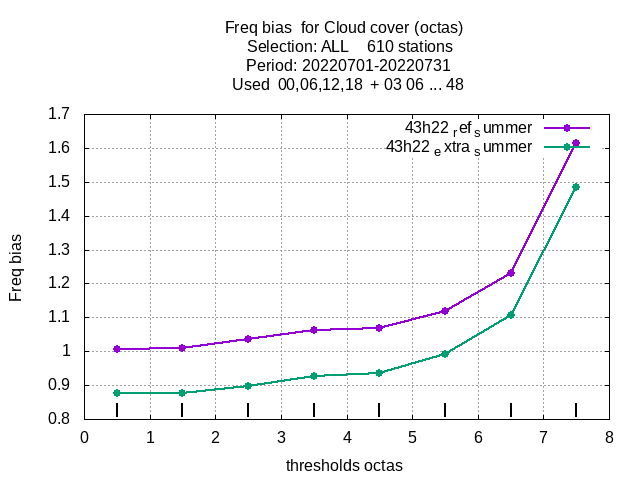 Freq bias  for Cloud cover (octas)
Selection: ALL    610 stations
Period: 20220701-20220731
Used  00,06,12,18  + 03 06 ... 48
43h22 ref summer
43h22 extra summer
1.7
1.6
1.5
1.4
1.3
1.2
1.1
1
0.9
0.8
Freq bias
0 1 2 3 4 5 6 7 8
thresholds octas